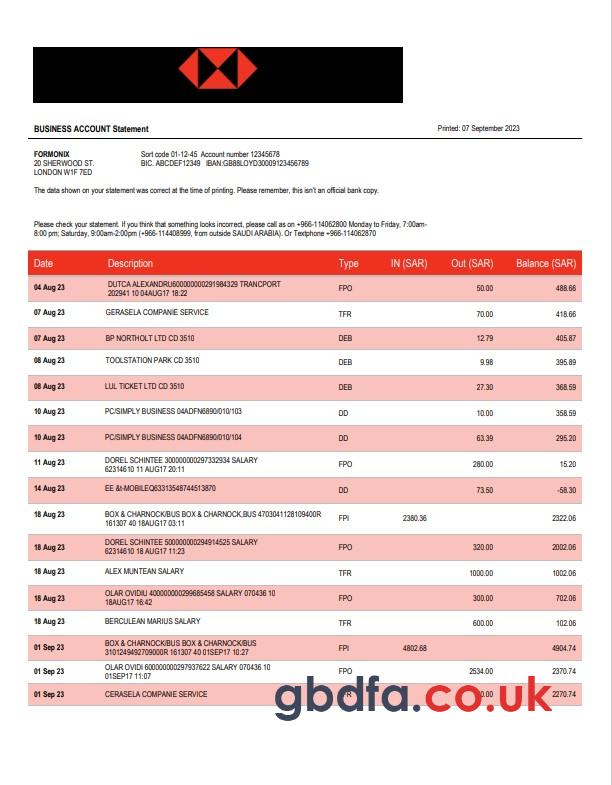 BUSINESS ACCOUNT Statement Printed: 07 September 2023
FORMONIX Sort code 01-12-45 Account number 12345678
20 SHERWOOD ST. BIC. ABCDEF12349 IBAN:GB88LOYD30009123456789
LONDON W1F 7ED
The data shown on your statement was correct at the time of printing. Please remember, this isn't an official bank copy.
Please check your statement. If you think that something looks incorrect, please call as on +966-114062800 Monday to Friday, 7:00am-
8:00 pm; Saturday, 9:00am-2:00pm (+966-114408999, from outside SAUDI ARABIA). Or Textphone +966-114062870
Date Description Type IN (SAR) Out (SAR) Balance (SAR)
04 Aug 23 DUTCA ALEXANDRU600000000291984329 TRANCPORT
202941 10 04AUG17 18:22 FPO 50.00 488.66
07 Aug 23 GERASELA COMPANIE SERVICE TFR 70.00 418.66
07 Aug 23 BP NORTHOLT LTD CD 3510 DEB 12.79 405.87
08 Aug 23 TOOLSTATION PARK CD 3510 DEB 9.98 395.89
08 Aug 23 LUL TICKET LTD CD 3510 DEB 27.30 368.59
10 Aug 23 PC/SIMPLY BUSINESS 04ADFN6890/010/103 DD 10.00 358.59
10 Aug 23 PC/SIMPLY BUSINESS 04ADFN6890/010/104 DD 63.39 295.20
11 Aug 23 DOREL SCHINTEE 300000000297332934 SALARY
62314610 11 AUG17 20:11 FPO 280.00 15.20
14 Aug 23 EE &t-MOBILEQ63313548744513870 DD 73.50 -58.30
18 Aug 23 BOX & CHARNOCK/BUS BOX & CHARNOCK.BUS 4703041128109400R
161307 40 18AUG17 03:11 FPI 2380.36 2322.06
18 Aug 23 DOREL SCHINTEE 500000000294914525 SALARY
62314610 18 AUG17 11:23 FPO 320.00 2002.06
18 Aug 23 ALEX MUNTEAN SALARY TFR 1000.00 1002.06
18 Aug 23 OLAR OVIDIU 400000000299685458 SALARY 070436 10
18AUG17 16:42 FPO 300.00 702.06
18 Aug 23 BERCULEAN MARIUS SALARY TFR 600.00 102.06
01 Sep 23 BOX & CHARNOCK/BUS BOX & CHARNOCK/BUS
3101249492709000R 161307 40 01SEP17 10:27 FPI 4802.68 4904.74
01 Sep 23 OLAR OVIDI 600000000297937622 SALARY 070436 10
01SEP17 11:07 FPO 2534.00 2370.74
01 Sep 23 CERASELA COMPANIE SERVICE 2270.74
gbdfa.co.uk